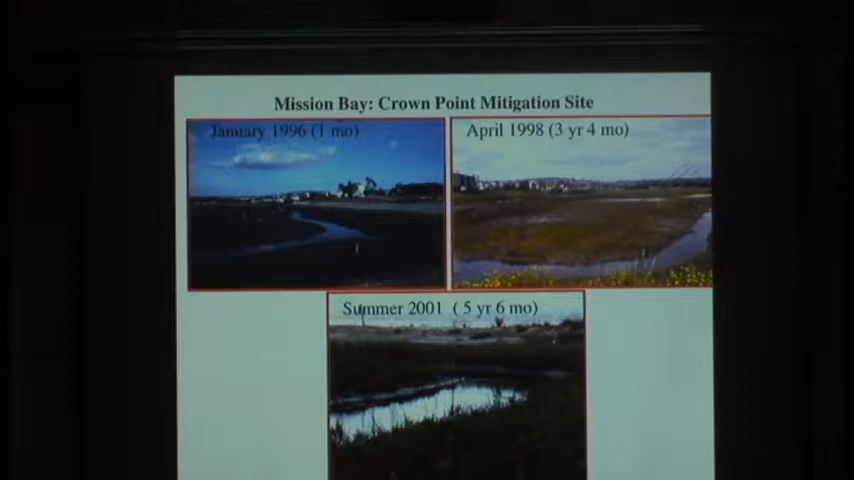 Mission Bay: Crown Point Mitigation Site
January 1996 (1 mo)
April 1998 (3 yr 4 mo)
Summer 2001 ( 5 yr 6 mo)